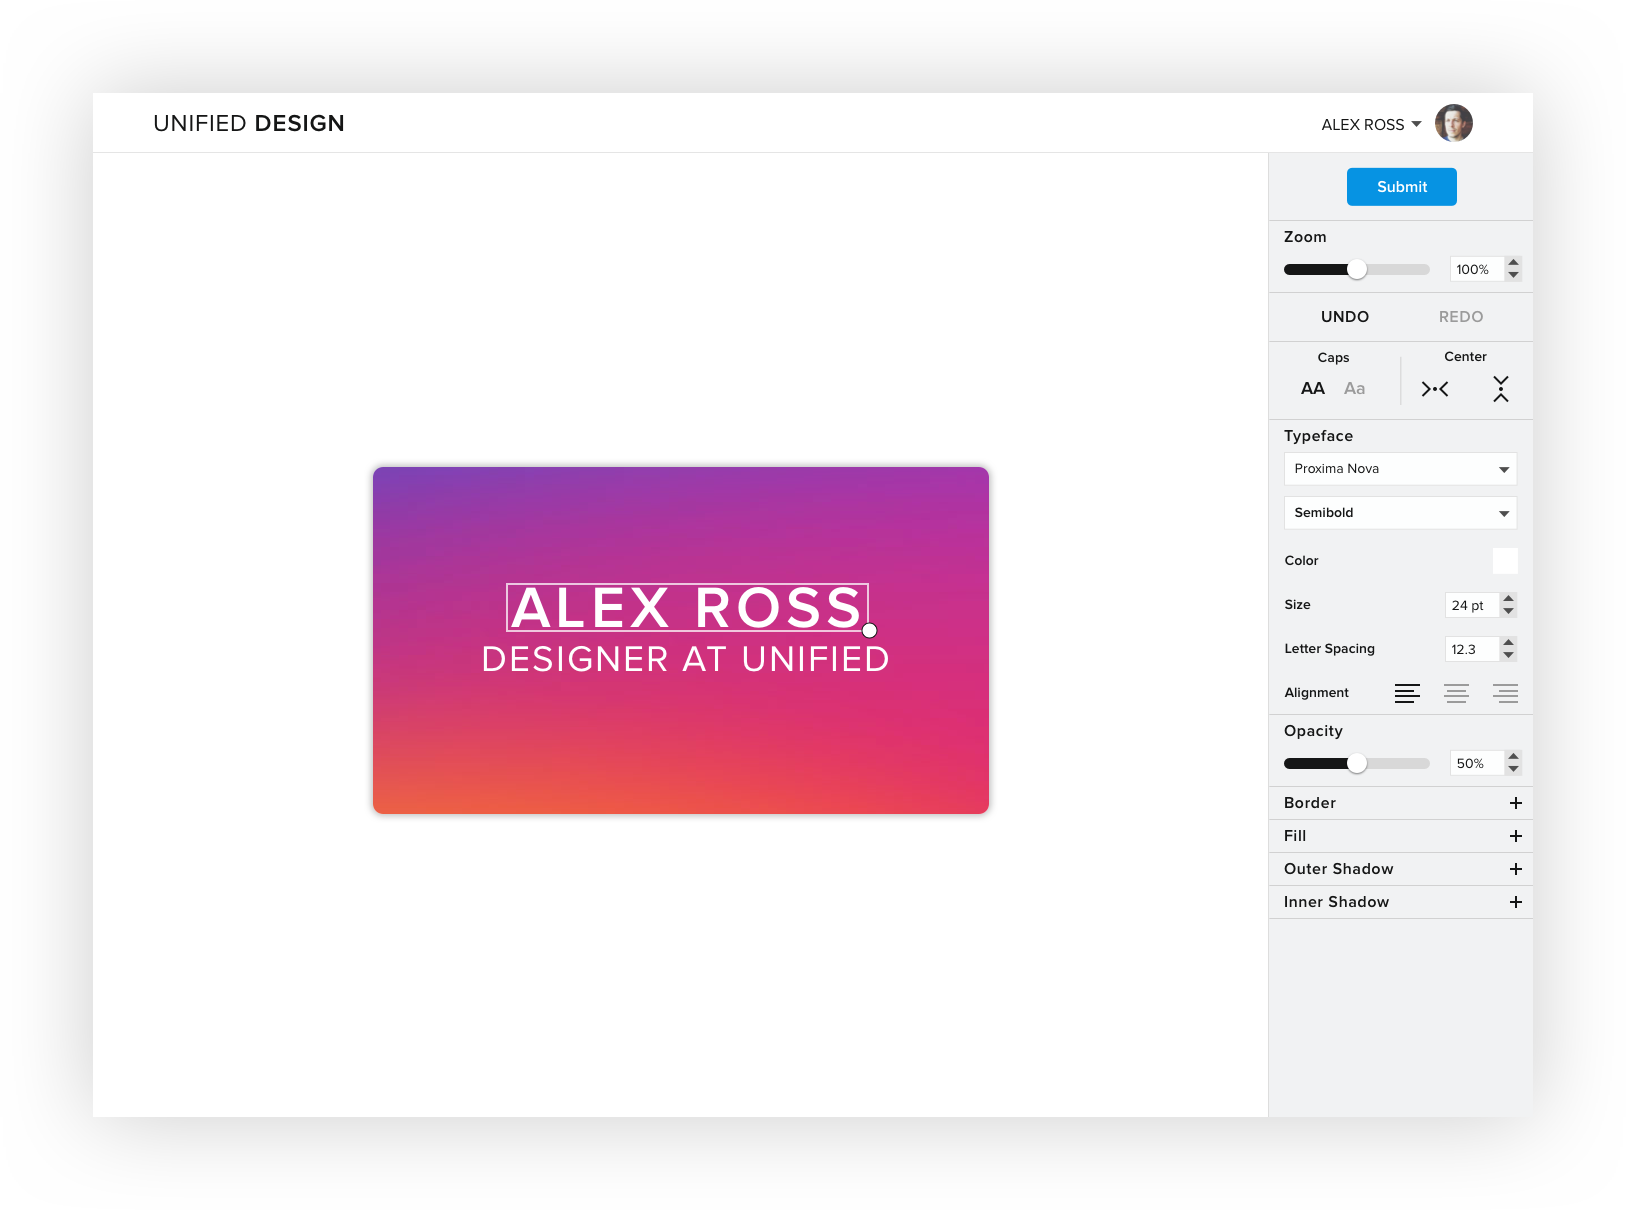 UNIFIED DESIGN
ALEX ROSS
Submit
Zoom
100%
UNDO REDO
Caps Center
AA Aa
Typeface
Proxima Nova
Semibold
Color
Size 24 pt
Letter Spacing 12.3
Alignment
Opacity
50%
Border
Fill
Outer Shadow
Inner Shadow
ALEX ROSS
DESIGNER AT UNIFIED